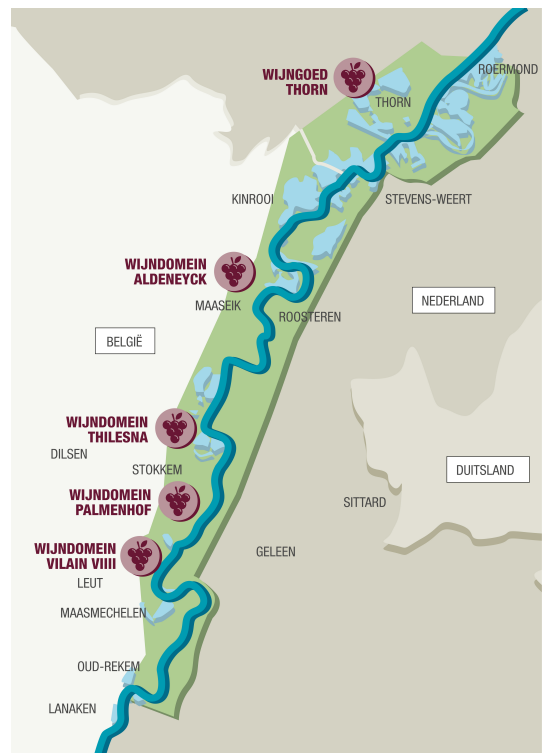 WIJNGOED
THORN
ROERMOND
THORN
KINROOI
STEVENS-WEERT
WIJNDOMEIN
ALDENEYCK
MAASEIK
ROOSTEREN
NEDERLAND
BELGIË
WIJNDOMEIN
THILESNA
DILSEN
STOKKEM
DUITSLAND
WIJNDOMEIN
PALMENHOF
SITTARD
WIJNDOMEIN
VILAIN VIIII
GELEEN
LEUT
MAASMECHELEN
OUD-REKEM
LANAKEN